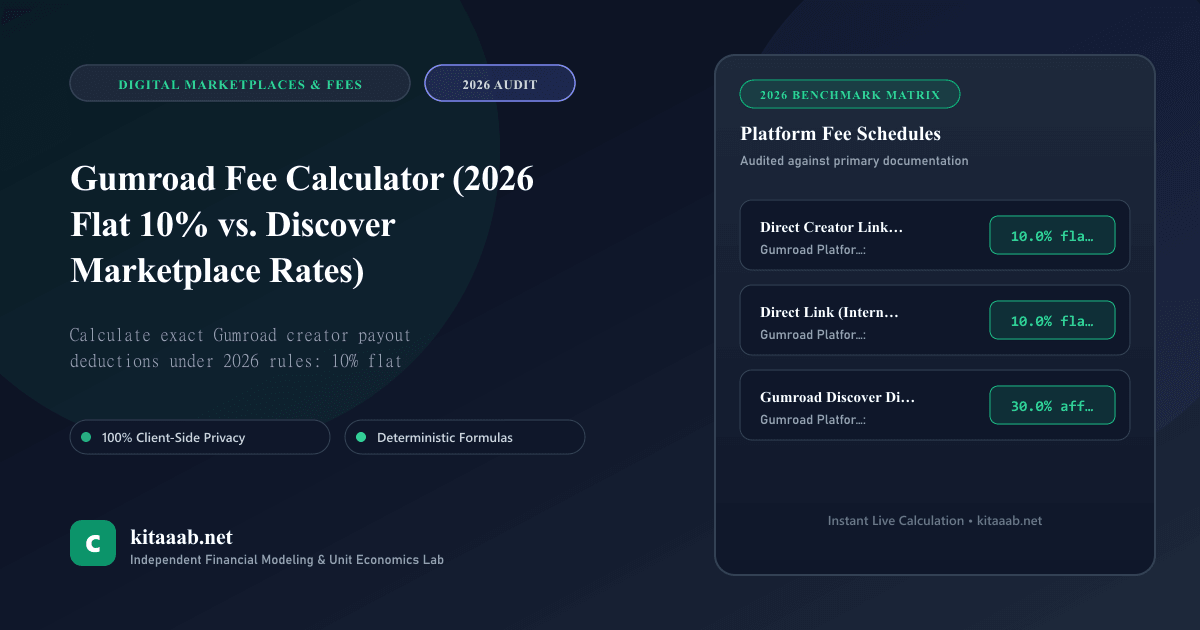 DIGITAL MARKETPLACES & FEES
2026 AUDIT
Gumroad Fee Calculator (2026
Flat 10% vs. Discover
Marketplace Rates)
Calculate exact Gumroad creator payout
deductions under 2026 rules: 10% flat
100% Client-Side Privacy
Deterministic Formulas
C
kitaaab.net
Independent Financial Modeling & Unit Economics Lab
2026 BENCHMARK MATRIX
Platform Fee Schedules
Audited against primary documentation
Direct Creator Link…
Gumroad Platfor…:
10.0% fla…
Direct Link (Intern…
Gumroad Platfor…:
10.0% fla…
Gumroad Discover Di…
Gumroad Platfor…:
30.0% aff…
Instant Live Calculation • kitaaab.net